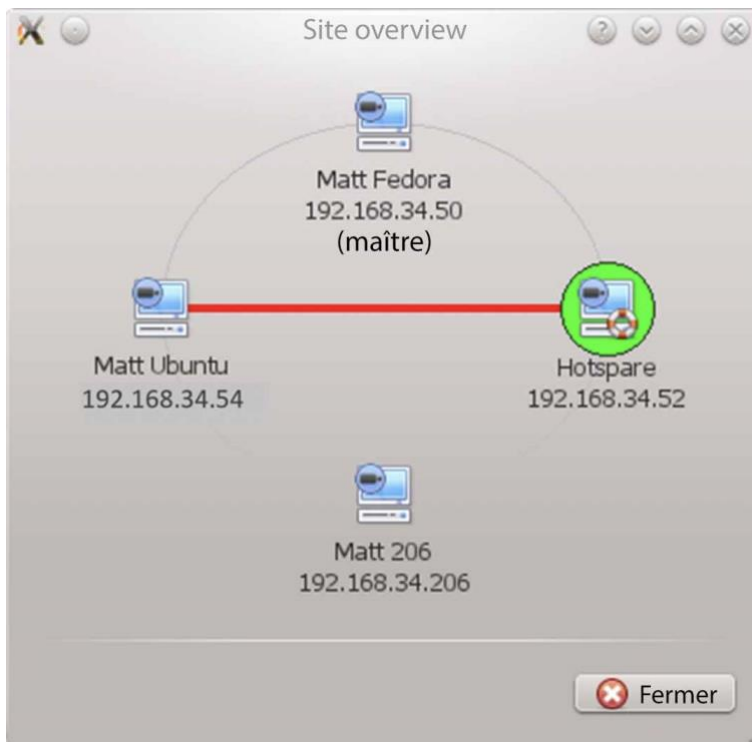 Site overview
Matt Fedora
192.168.34.50
(maître)
Matt Ubuntu
192.168.34.54
Hotspare
192.168.34.52
Matt 206
192.168.34.206
Fermer